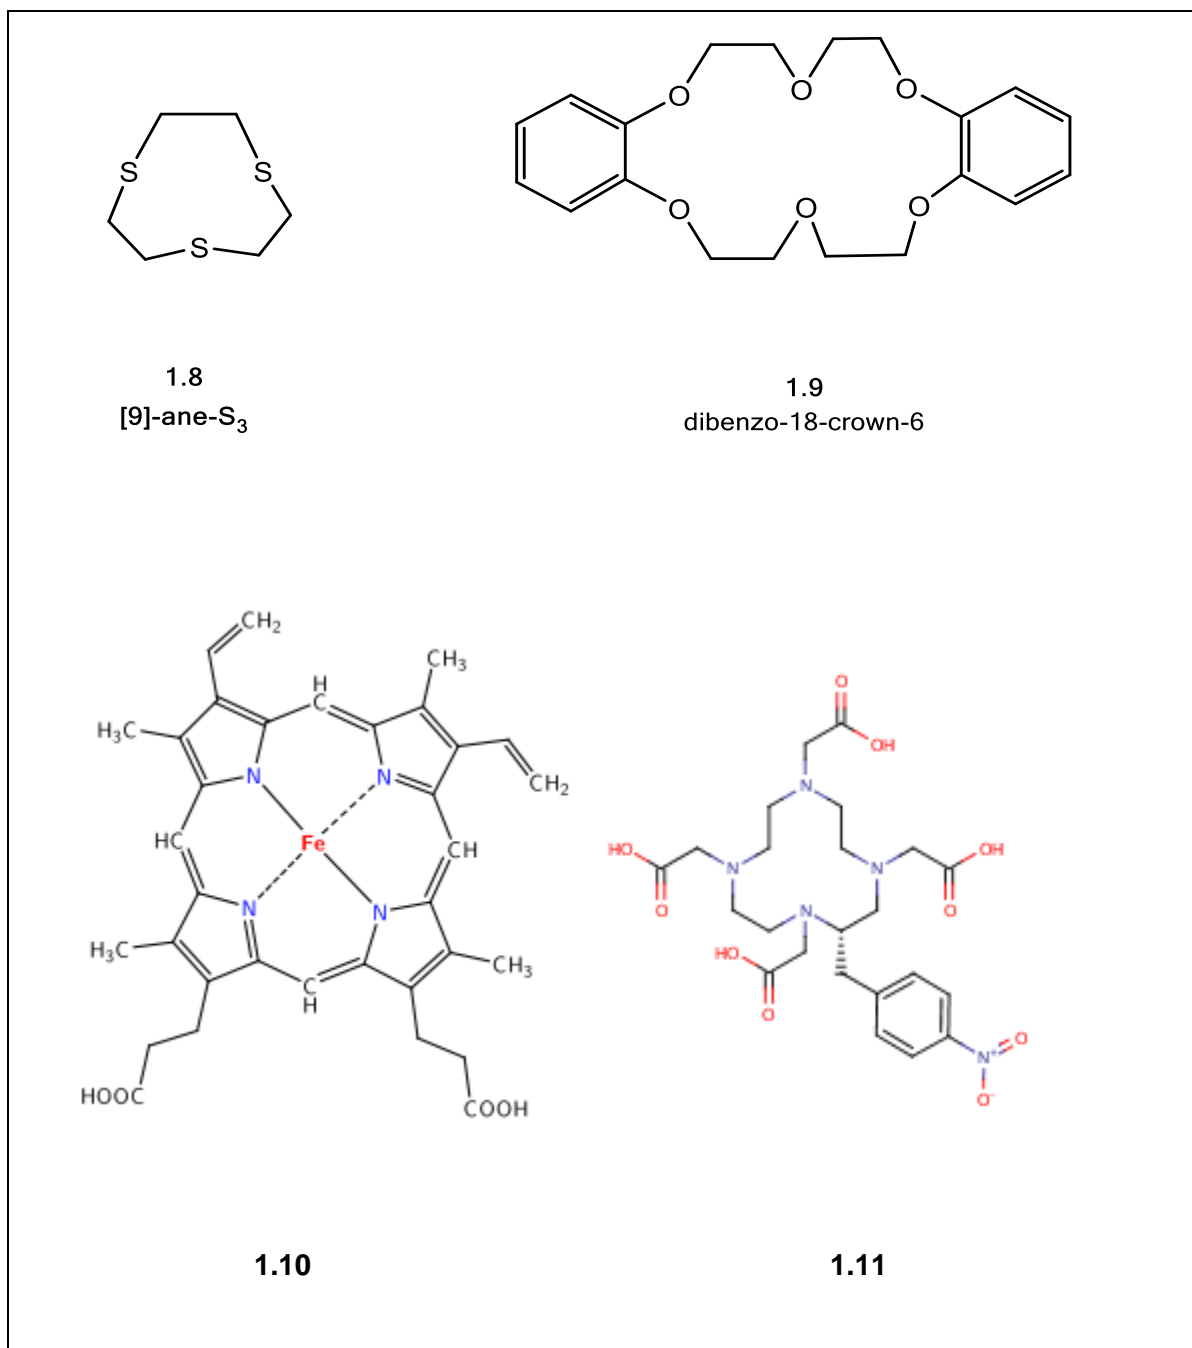 S
S
S
O
O
O
O
O
O
1.8
[9]-ane-S3
1.9
dibenzo-18-crown-6
CH2
H
C
CH3
H3C
N
N
CH2
HC
Fe
CH
N
N
H3C
CH3
C
H
HOOC
COOH
1.10
O
OH
N
HO
O
N
N
OH
O
N
HO
O
N+
O
O-
1.11